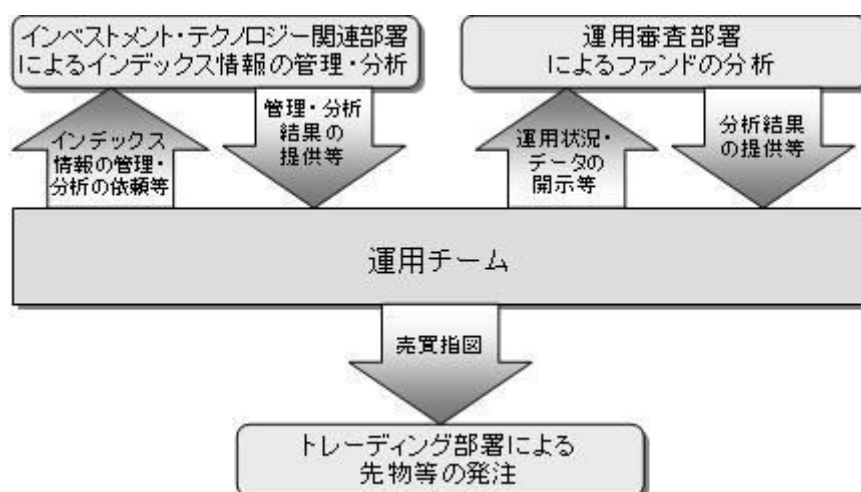 インベストメント・テクノロジー関連部署
によるインデックス情報の管理・分析
運用審査部署
によるファンドの分析
インデックス
情報の管理・
分析の依頼等
管理・分析
結果の
提供等
運用状況・
データの
開示等
分析結果
の提供等
運用チーム
売買指図
トレーディング部署による
先物等の発注